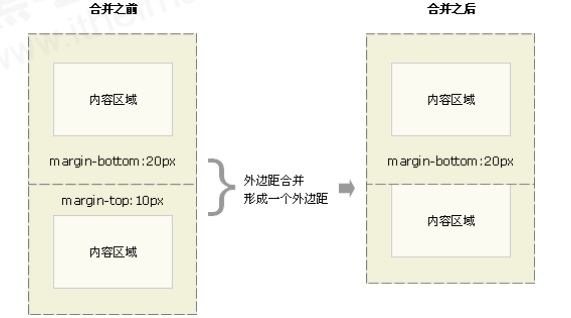 合并之前
合并之后
内容区域
margin-bottom:20px
margin-top:10px
内容区域
外边距合并
形成一个外边距
内容区域
margin-bottom:20px
内容区域